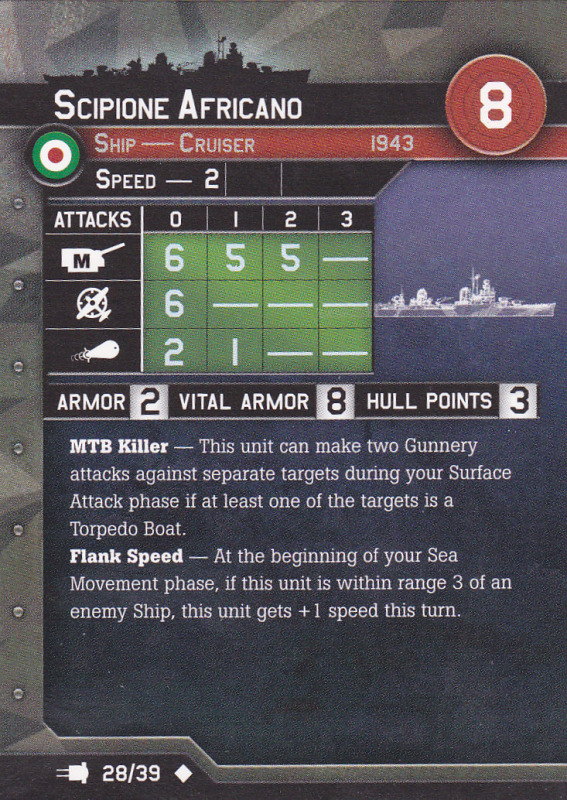 Scipione Africano
8
Ship — Cruiser 1943
Speed — 2
ATTACKS 0 1 2 3
M 6 5 5 —
6 — — —
2 1 — —
ARMOR 2 VITAL ARMOR 8 HULL POINTS 3
MTB Killer — This unit can make two Gunnery
attacks against separate targets during your Surface
Attack phase if at least one of the targets is a
Torpedo Boat.
Flank Speed — At the beginning of your Sea
Movement phase, if this unit is within range 3 of an
enemy Ship, this unit gets +1 speed this turn.
28/39